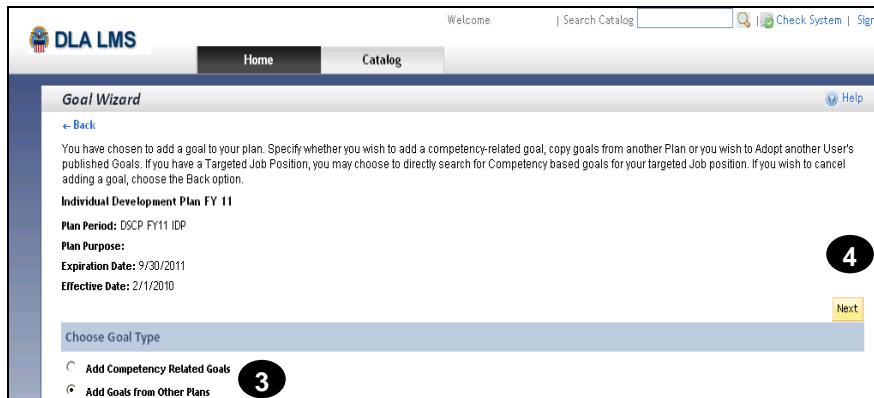 Welcome | Search Catalog | Check System | Sign
DLA LMS
Home Catalog
Goal Wizard Help
←Back
You have chosen to add a goal to your plan. Specify whether you wish to add a competency-related goal, copy goals from another Plan or you wish to Adopt another User's
published Goals. If you have a Targeted Job Position, you may choose to directly search for Competency based goals for your targeted Job position. If you wish to cancel
adding a goal, choose the Back option.
Individual Development Plan FY 11
Plan Period: DSCP FY11 IDP
Plan Purpose:
Expiration Date: 9/30/2011
Effective Date: 2/1/2010
4
Next
Choose Goal Type
Add Competency Related Goals
3
Add Goals from Other Plans